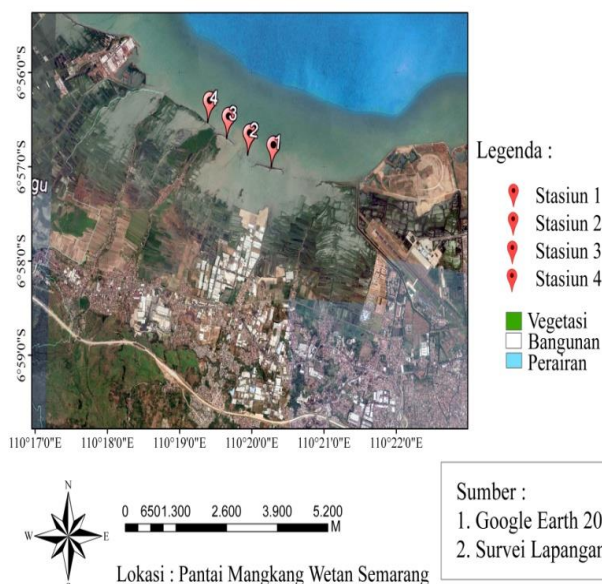 6°56'0"S
6°57'0"S
6°58'0"S
6°59'0"S
4
3
2
1
gu
110°17'0"E 110°18'0"E 110°19'0"E 110°20'0"E 110°21'0"E 110°22'0"E
Legenda :
Stasiun 1
Stasiun 2
Stasiun 3
Stasiun 4
Vegetasi
Bangunan
Perairan
N
W E
0 650 1.300 2.600 3.900 5.200
M
Lokasi : Pantai Mangkang Wetan Semarang
Sumber :
1. Google Earth 20
2. Survei Lapangan